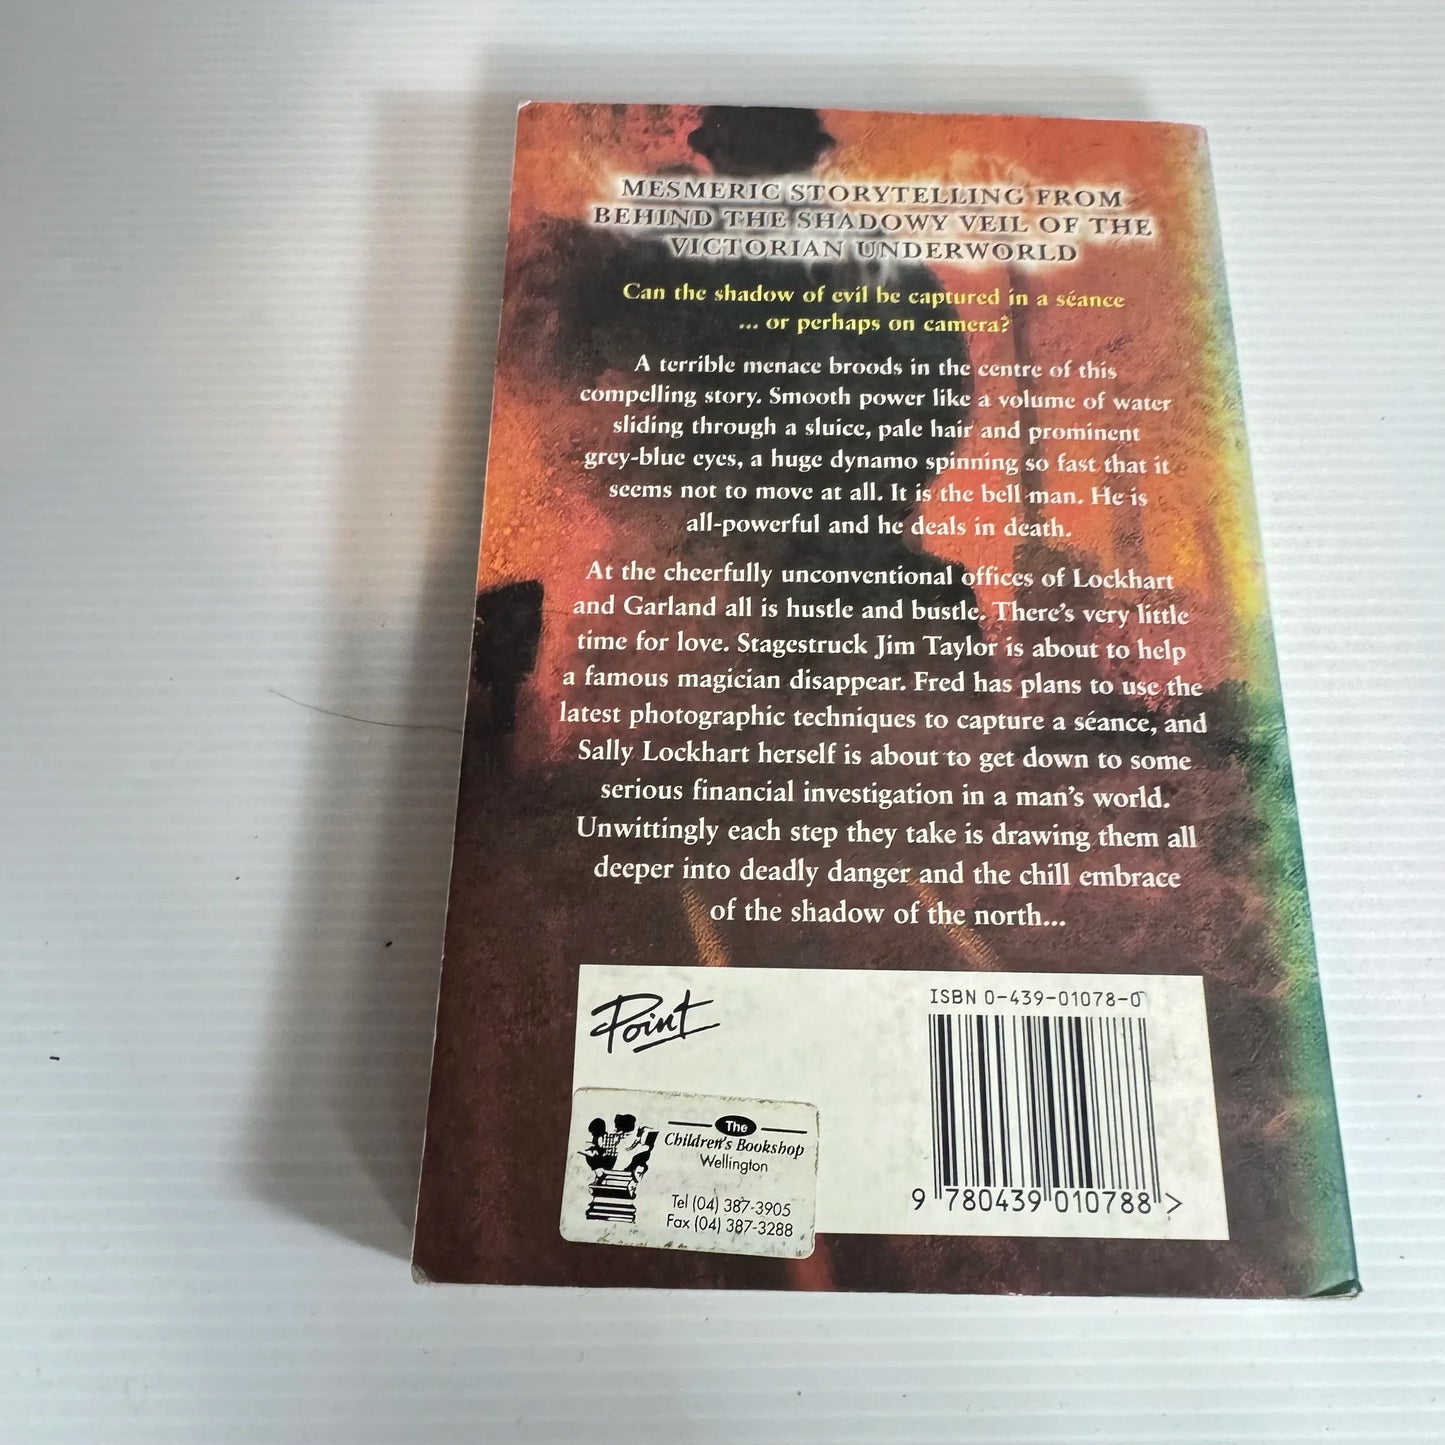 MESMERIC STORYTELLING FROM
BEHIND THE SHADOWY VEIL OF THE
VICTORIAN UNDERWORLD
Can the shadow of evil be captured in a séance
... or perhaps on camera?
A terrible menace broods in the centre of this
compelling story. Smooth power like a volume of water
sliding through a sluice, pale hair and prominent
grey-blue eyes, a huge dynamo spinning so fast that it
seems not to move at all. It is the bell man. He is
all-powerful and he deals in death.
At the cheerfully unconventional offices of Lockhart
and Garland all is hustle and bustle. There's very little
time for love. Stagestruck Jim Taylor is about to help
a famous magician disappear. Fred has plans to use the
latest photographic techniques to capture a séance, and
Sally Lockhart herself is about to get down to some
serious financial investigation in a man's world.
Unwittingly each step they take is drawing them all
deeper into deadly danger and the chill embrace
of the shadow of the north...
Point
ISBN 0-439-01078-0
9 780439 010788 >
The
Children's Bookshop
Wellington
Tel (04) 387-3905
Fax (04) 387-3288